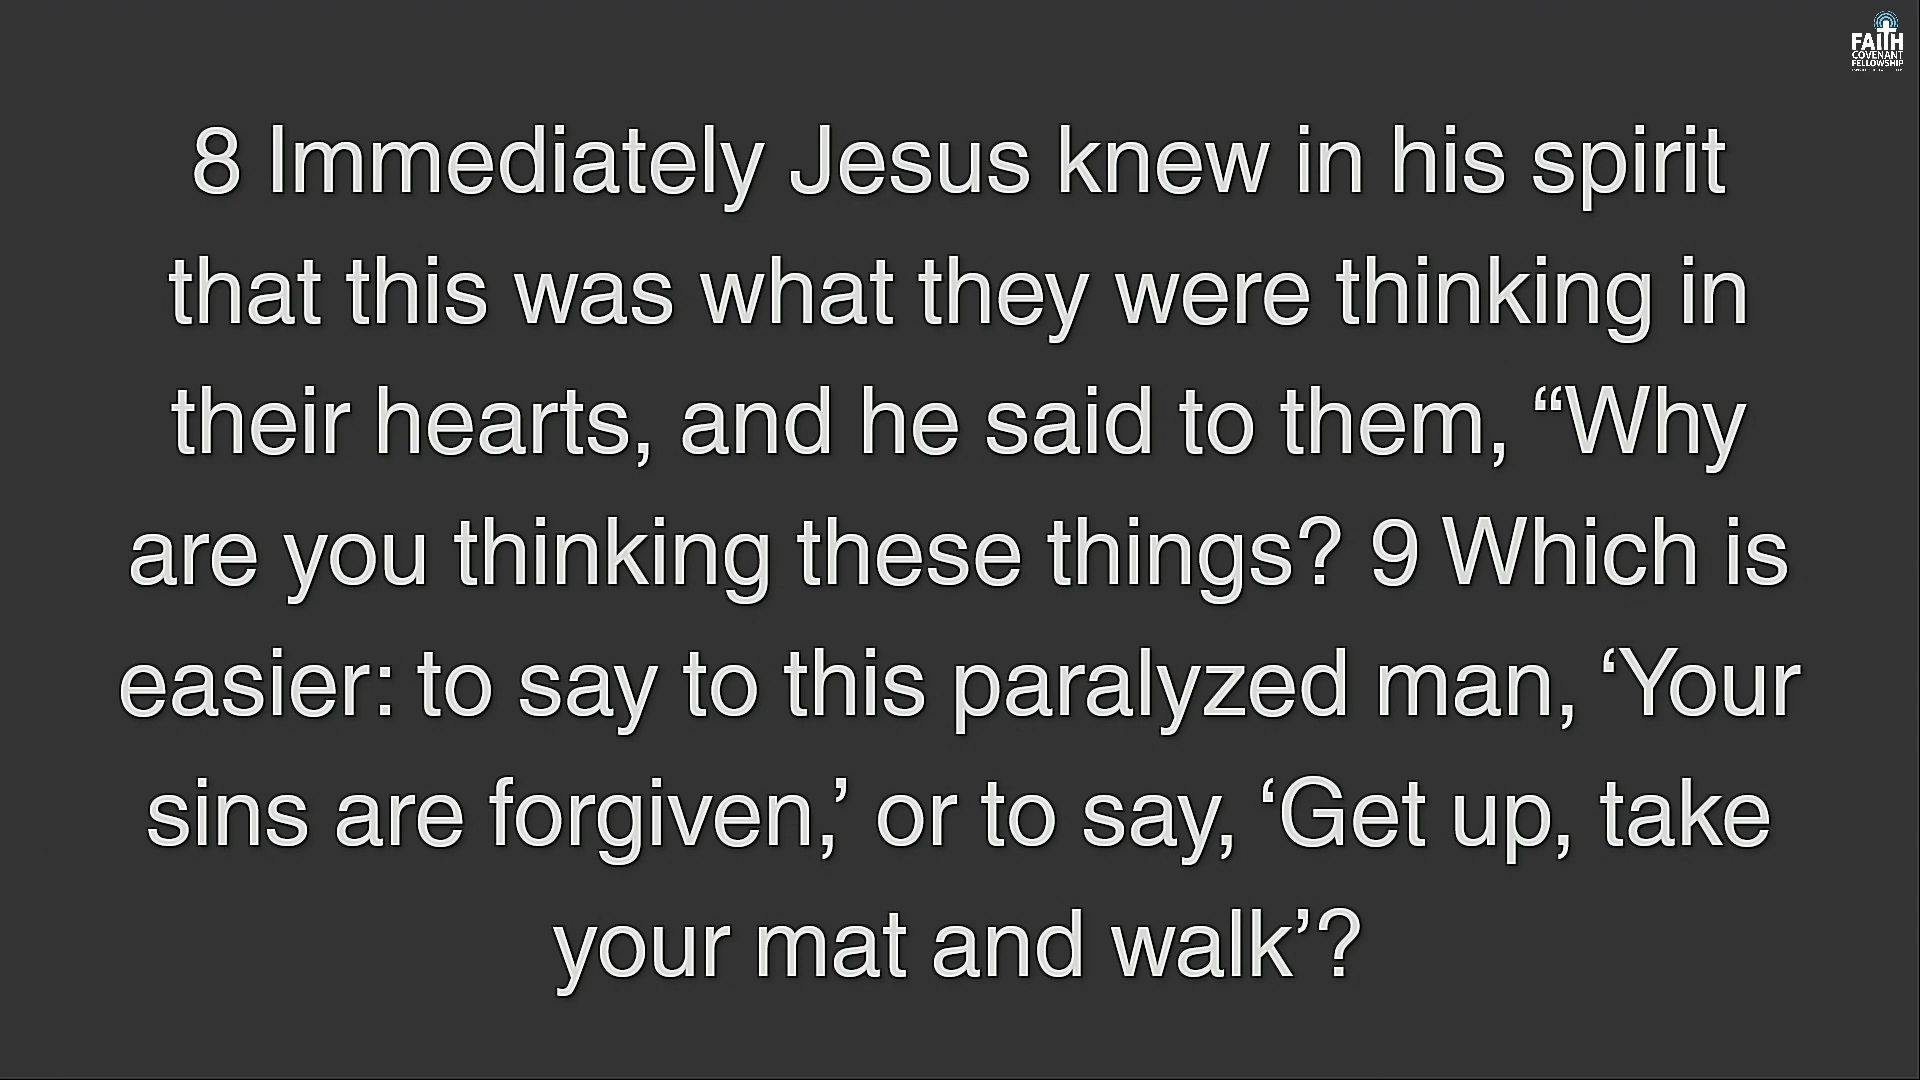 FAITH
COVENANT
FELLOWSHIP
8 Immediately Jesus knew in his spirit
that this was what they were thinking in
their hearts, and he said to them, “Why
are you thinking these things? 9 Which is
easier: to say to this paralyzed man, ‘Your
sins are forgiven,’ or to say, ‘Get up, take
your mat and walk’?